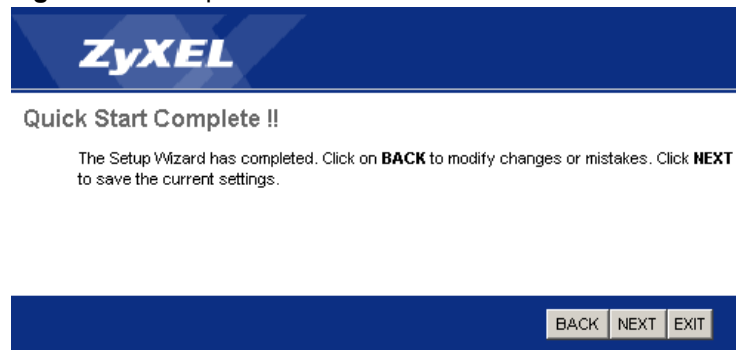 ZyXEL
Quick Start Complete !!
The Setup Wizard has completed. Click on BACK to modify changes or mistakes. Click NEXT
to save the current settings.
BACK NEXT EXIT